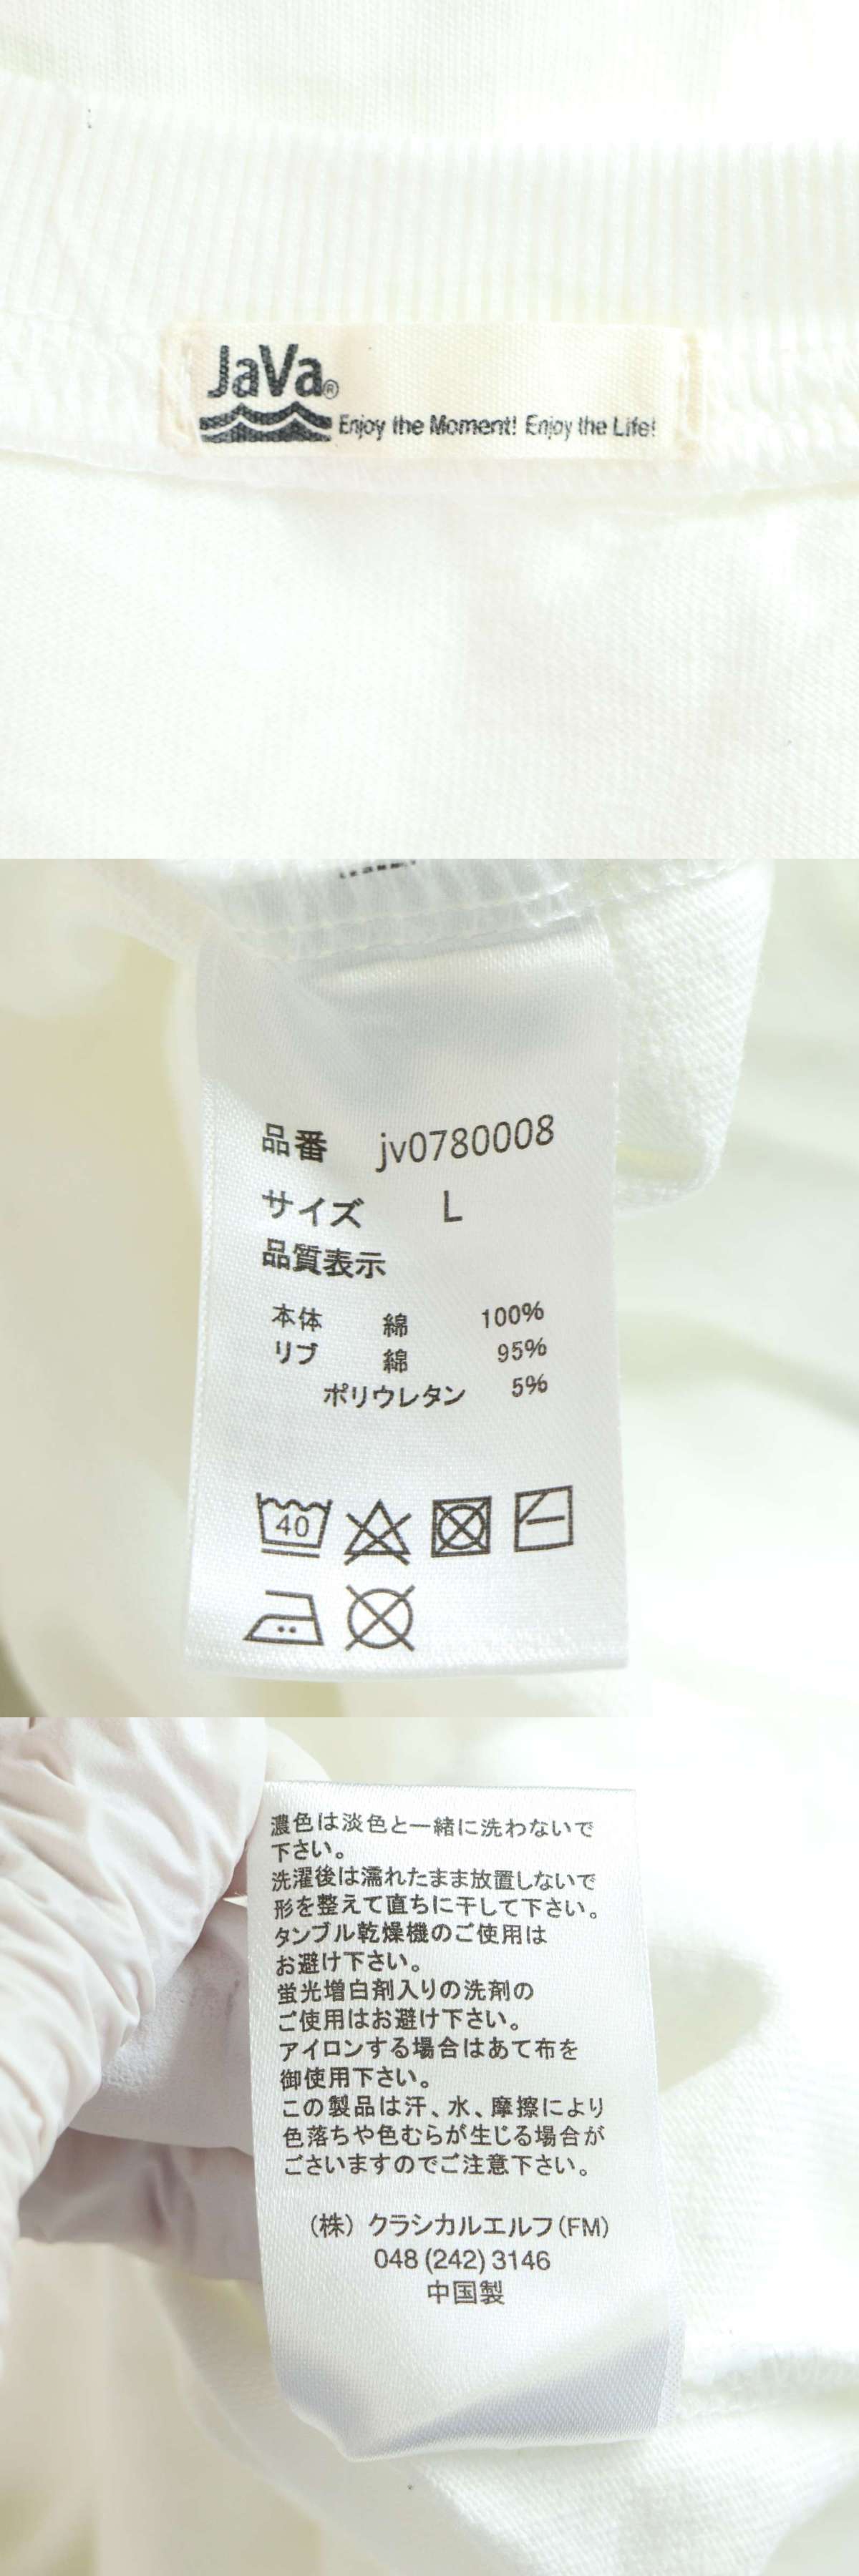 JaVa®
Enjoy the Moment! Enjoy the Life!
品番 jv0780008
サイズ L
品質表示
本体 綿 100%
リブ 綿 95%
ポリウレタン 5%
40
濃色は淡色と一緒に洗わないで
下さい。
洗濯後は濡れたまま放置しないで
形を整えて直ちに干して下さい。
タンブル乾燥機のご使用は
お避け下さい。
蛍光増白剤入りの洗剤の
ご使用はお避け下さい。
アイロンする場合はあて布を
御使用下さい。
この製品は汗、水、摩擦により
色落ちや色むらが生じる場合が
ございますのでご注意下さい。
(株) クラシカルエルフ(FM)
048 (242) 3146
中国製